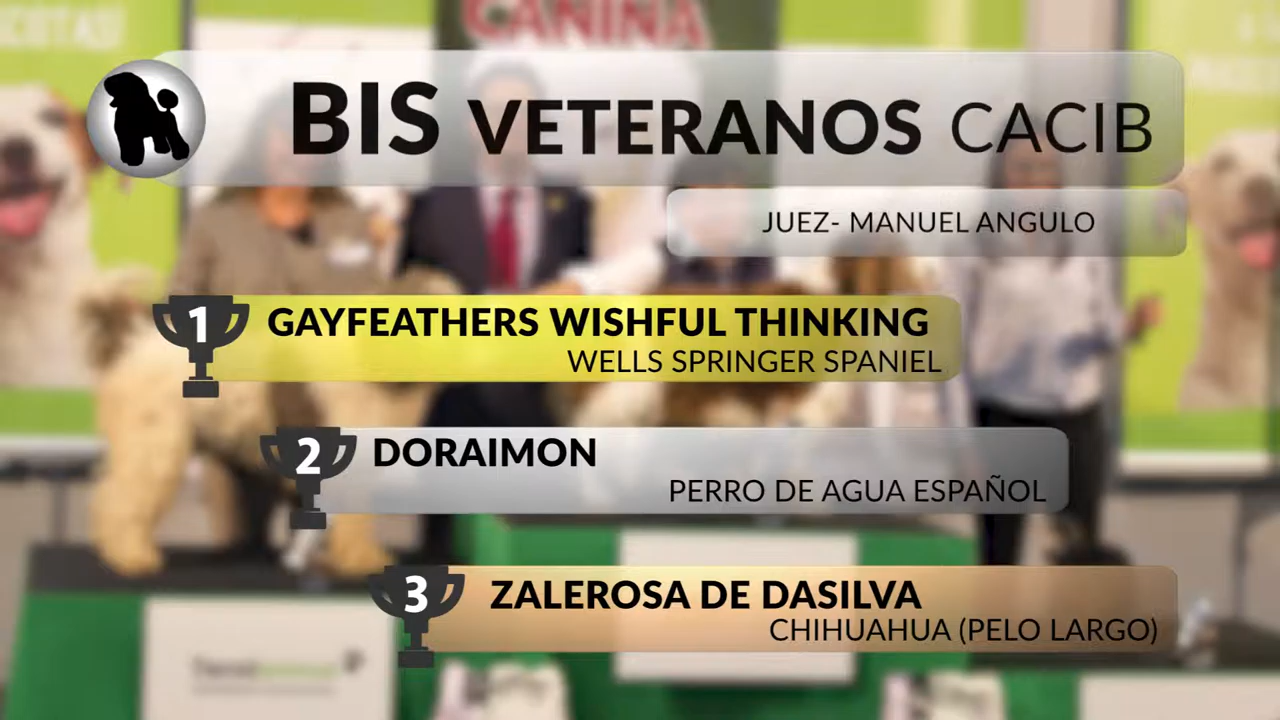 CANINA
BIS VETERANOS CACIB
JUEZ- MANUEL ANGULO
1 GAYFEATHERS WISHFUL THINKING
WELLS SPRINGER SPANIEL
2 DORAIMON
PERRO DE AGUA ESPAÑOL
3 ZALEROSA DE DASILVA
CHIHUAHUA (PELO LARGO)